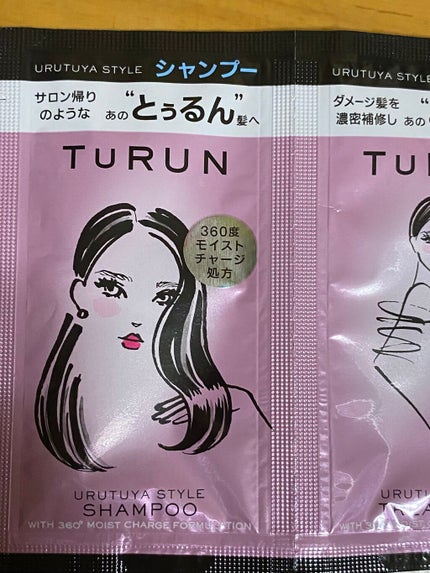 URUTUYA STYLE シャンプー
サロン帰り
のような
あの“とぅるん”髪へ
TURUN
360度
モイスト
チャージ
処方
URUTUYA STYLE
SHAMPOO
WITH 360° MOIST CHARGE FORMULATION
URUTUYA STYLE
ダメージ髪を
濃密補修し
あの“
TU
URUTU
TREA